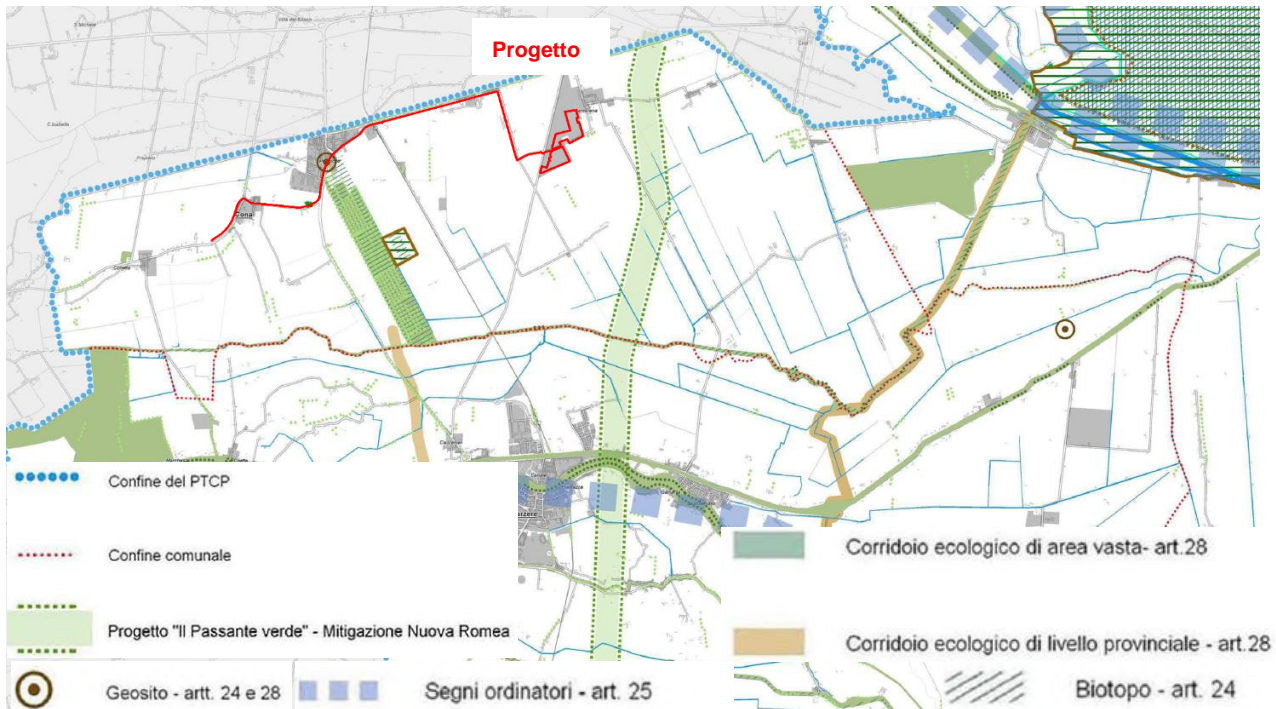 Progetto
Cona
Confine del PTCP
Confine comunale
Progetto "Il Passante verde" - Mitigazione Nuova Romea
Geosito - artt. 24 e 28
Segni ordinatori - art. 25
Corridoio ecologico di area vasta- art.28
Corridoio ecologico di livello provinciale - art.28
Biotopo - art. 24